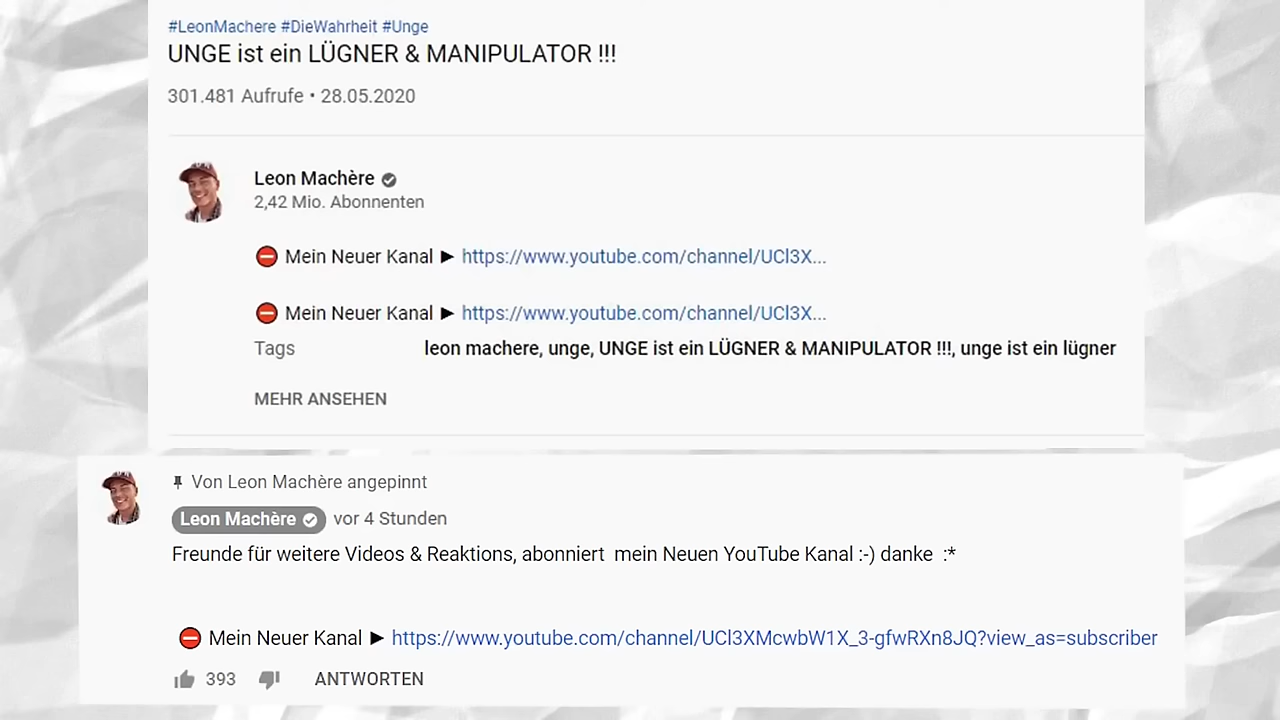 #LeonMachere #DieWahrheit #Unge
UNGE ist ein LÜGNER & MANIPULATOR !!!
301.481 Aufrufe • 28.05.2020
Leon Machère
2,42 Mio. Abonnenten
⛔ Mein Neuer Kanal ► https://www.youtube.com/channel/UCl3X...
⛔ Mein Neuer Kanal ► https://www.youtube.com/channel/UCl3X...
Tags leon machere, unge, UNGE ist ein LÜGNER & MANIPULATOR !!!, unge ist ein lügner
MEHR ANSEHEN
Von Leon Machère angepinnt
Leon Machère vor 4 Stunden
Freunde für weitere Videos & Reaktions, abonniert mein Neuen YouTube Kanal :-) danke :*
⛔ Mein Neuer Kanal ► https://www.youtube.com/channel/UCl3XMcwbW1X_3-gfwRXn8JQ?view_as=subscriber
393 ANTWORTEN